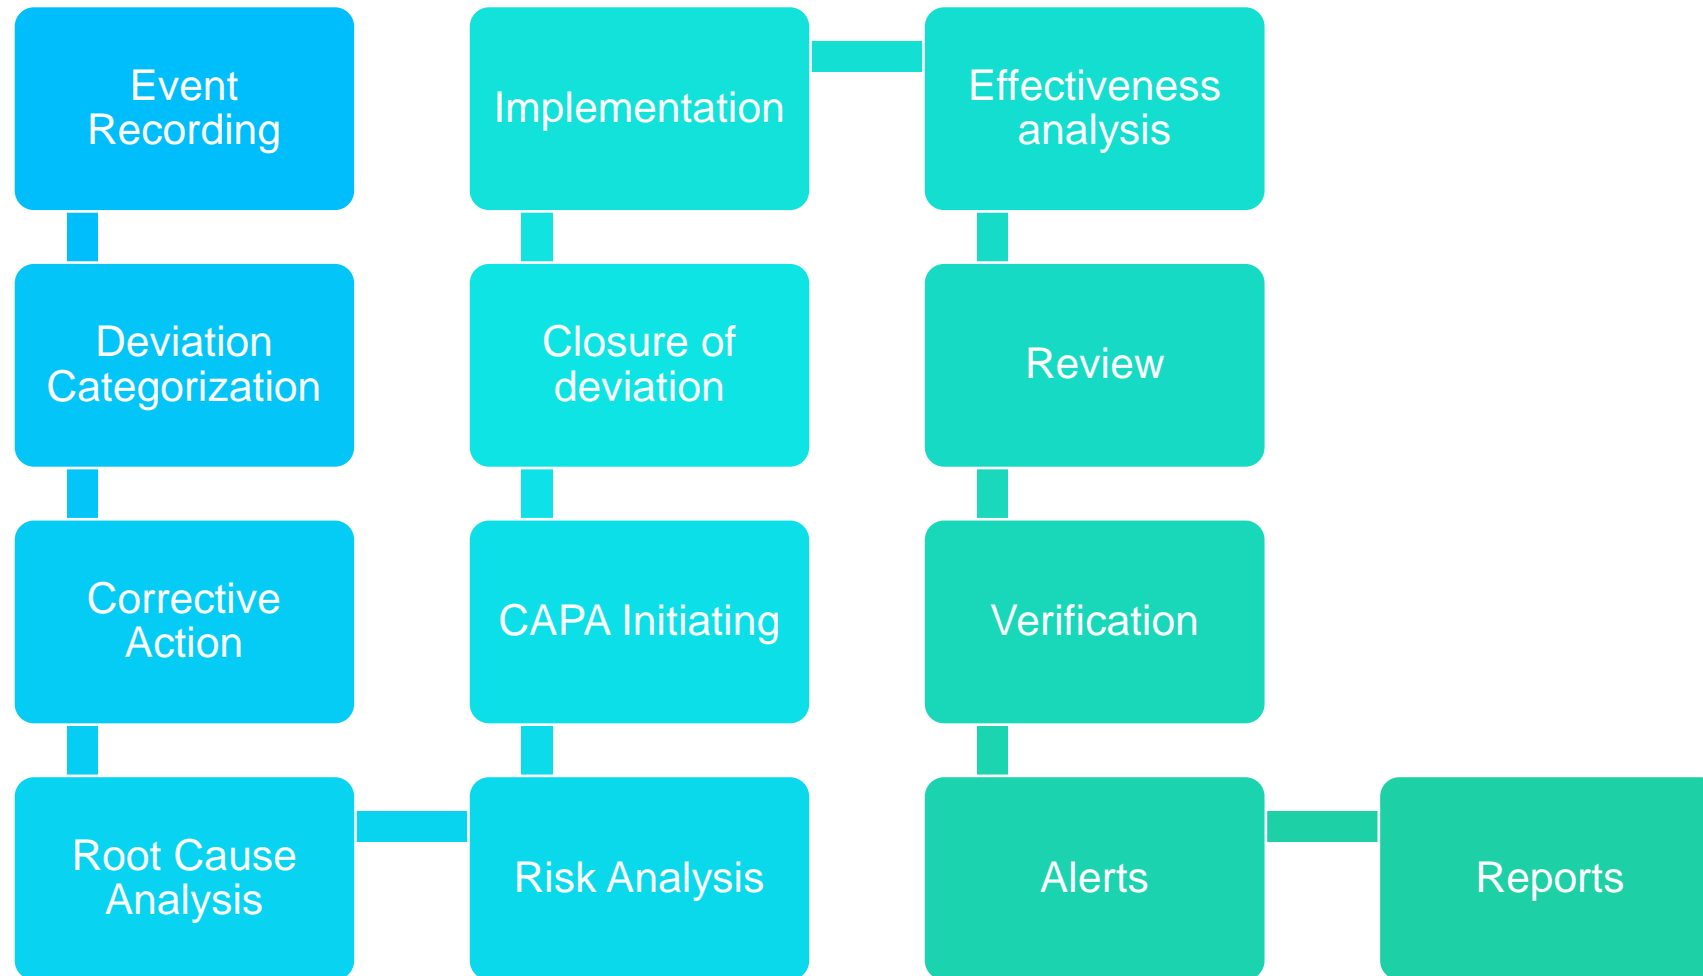 Event
Recording
Deviation
Categorization
Corrective
Action
Root Cause
Analysis
Risk Analysis
CAPA Initiating
Closure of
deviation
Implementation
Effectiveness
analysis
Review
Verification
Alerts
Reports